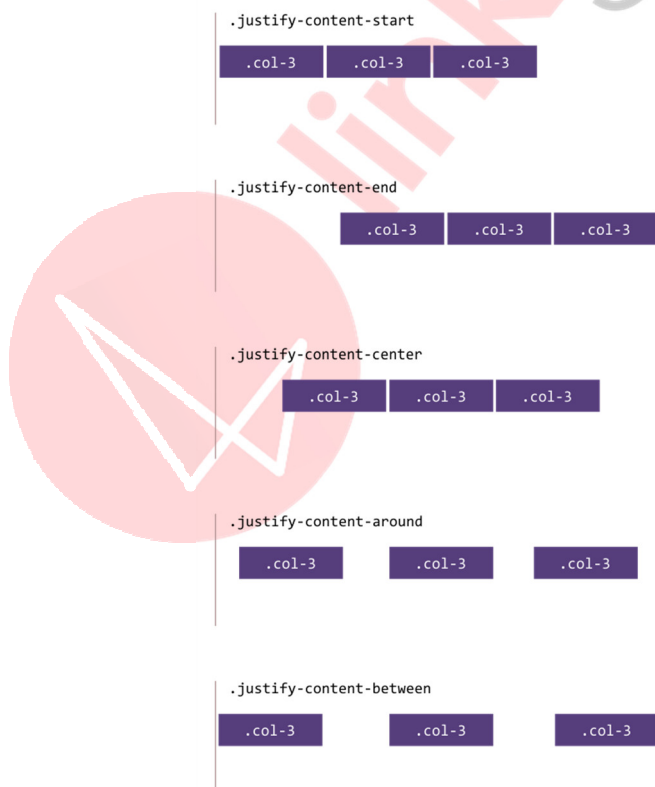 .justify-content-start
.col-3 .col-3 .col-3
.justify-content-end
.col-3 .col-3 .col-3
.justify-content-center
.col-3 .col-3 .col-3
.justify-content-around
.col-3 .col-3 .col-3
.justify-content-between
.col-3 .col-3 .col-3